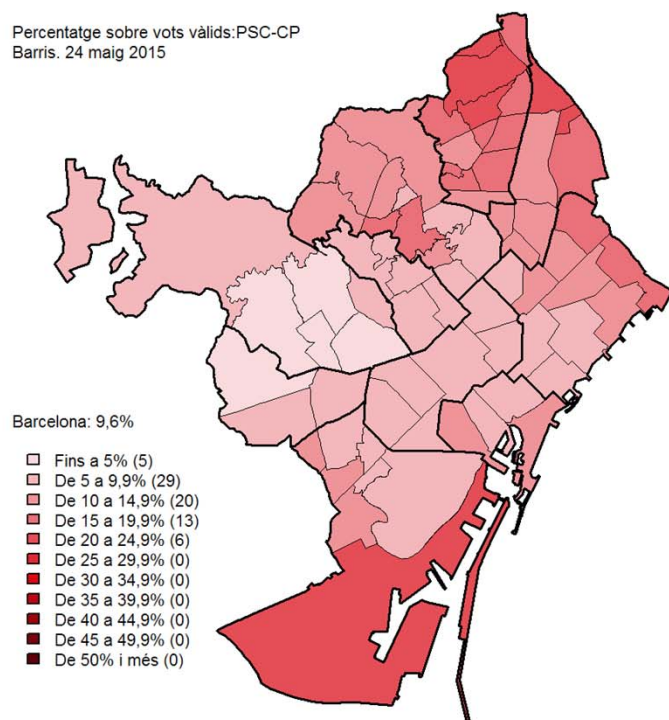 Percentatge sobre vots vàlids:PSC-CP
Barris. 24 maig 2015
Barcelona: 9,6%
Fins a 5% (5)
De 5 a 9,9% (29)
De 10 a 14,9% (20)
De 15 a 19,9% (13)
De 20 a 24,9% (6)
De 25 a 29,9% (0)
De 30 a 34,9% (0)
De 35 a 39,9% (0)
De 40 a 44,9% (0)
De 45 a 49,9% (0)
De 50% i més (0)